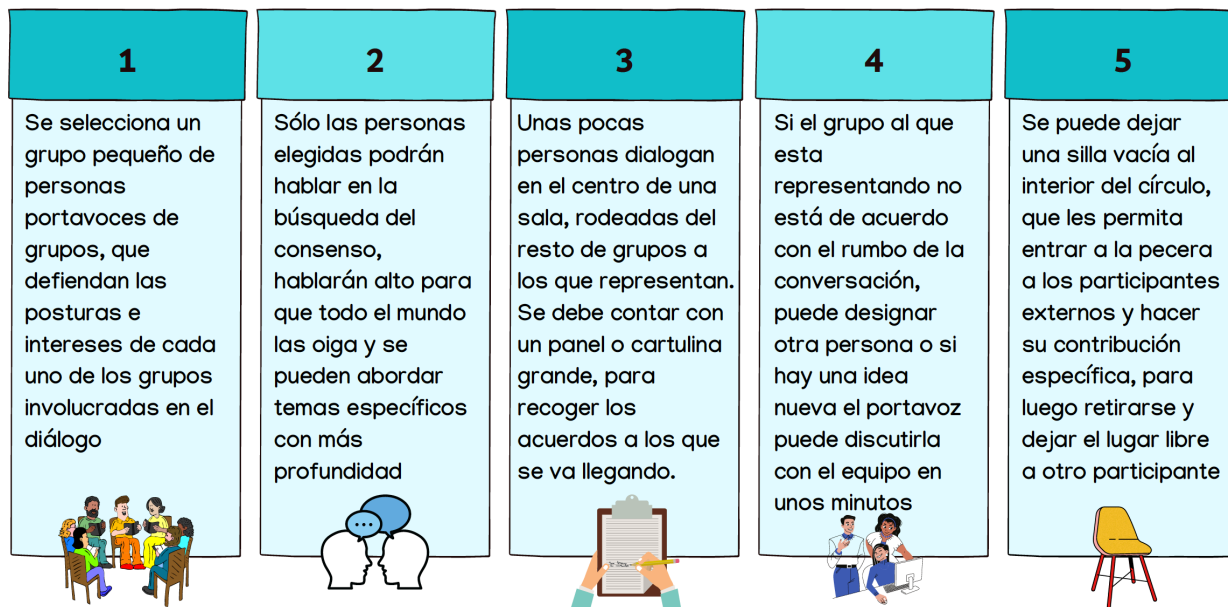 1
Se selecciona un
grupo pequeño de
personas
portavoces de
grupos, que
defiendan las
posturas e
intereses de cada
uno de los grupos
involucradas en el
diálogo
2
Sólo las personas
elegidas podrán
hablar en la
búsqueda del
consenso,
hablarán alto para
que todo el mundo
las oiga y se
pueden abordar
temas específicos
con más
profundidad
3
Unas pocas
personas dialogan
en el centro de una
sala, rodeadas del
resto de grupos a
los que representan.
Se debe contar con
un panel o cartulina
grande, para
recoger los
acuerdos a los que
se va llegando.
4
Si el grupo al que
esta
representando no
está de acuerdo
con el rumbo de la
conversación,
puede designar
otra persona o si
hay una idea
nueva el portavoz
puede discutirla
con el equipo en
unos minutos
5
Se puede dejar
una silla vacía al
interior del círculo,
que les permita
entrar a la pecera
a los participantes
externos y hacer
su contribución
específica, para
luego retirarse y
dejar el lugar libre
a otro participante